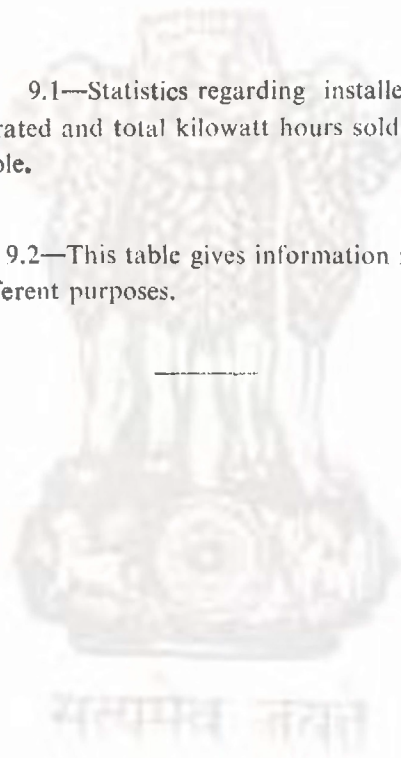 9.1—Statistics regarding installe
rated and total kilowatt hours sold
ole.
9.2—This table gives information
ferent purposes.
सत्यमेव जयते